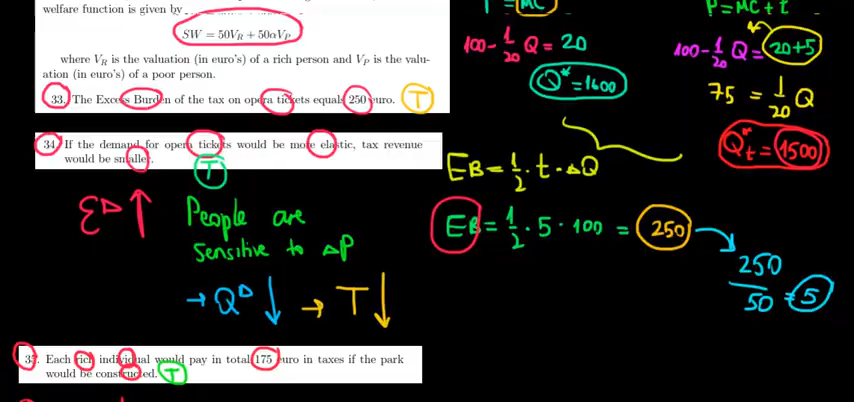 welfare function is given by
SW = 50V_R + 50αV_P
where V_R is the valuation (in euro's) of a rich person and V_P is the valu-
ation (in euro's) of a poor person.
33. The Excess Burden of the tax on opera tickets equals 250 euro. T
34. If the demand for opera tickets would be more elastic, tax revenue
would be smaller.
T
ε^D ↑
People are
sensitive to ΔP
→ Q^D ↓ → T ↓
37. Each rich individual would pay in total 175 euro in taxes if the park
would be constructed. T
= MC
100 - 1/20 Q = 20
Q* = 1600
P = MC + t
100 - 1/20 Q = 20+5
75 = 1/20 Q
Q*_t = 1500
EB = 1/2 · t · ΔQ
EB = 1/2 · 5 · 100 = 250
250/50 = 5